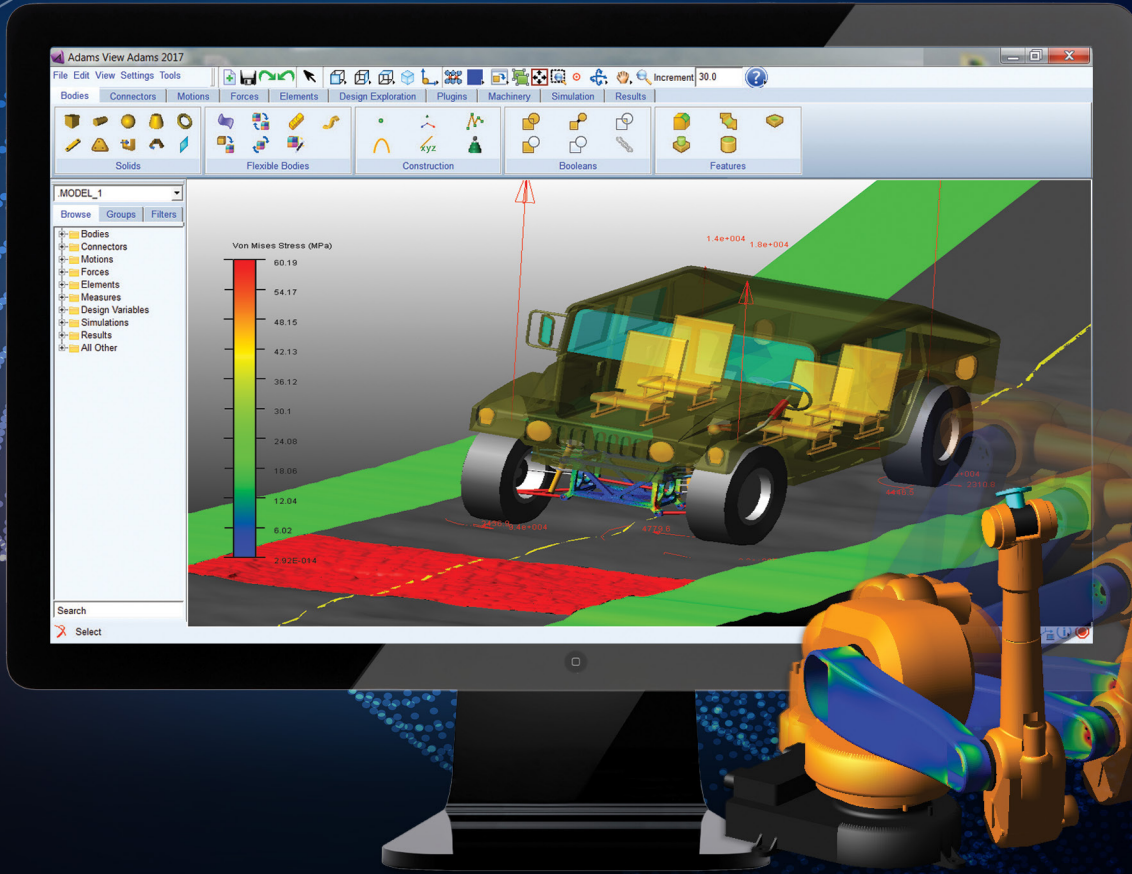 Adams View Adams 2017
File Edit View Settings Tools
Increment 30.0
Bodies Connectors Motions Forces Elements Design Exploration Plugins Machinery Simulation Results
xyz
Solids Flexible Bodies Construction Booleans Features
.MODEL_1
Browse Groups Filters
Bodies
Connectors
Motions
Forces
Elements
Measures
Design Variables
Simulations
Results
All Other
Search
Select
Von Mises Stress (MPa)
60.19
54.17
48.15
42.13
36.12
30.1
24.08
18.06
12.04
6.02
2.92E-014
1.4e+004
1.8e+004